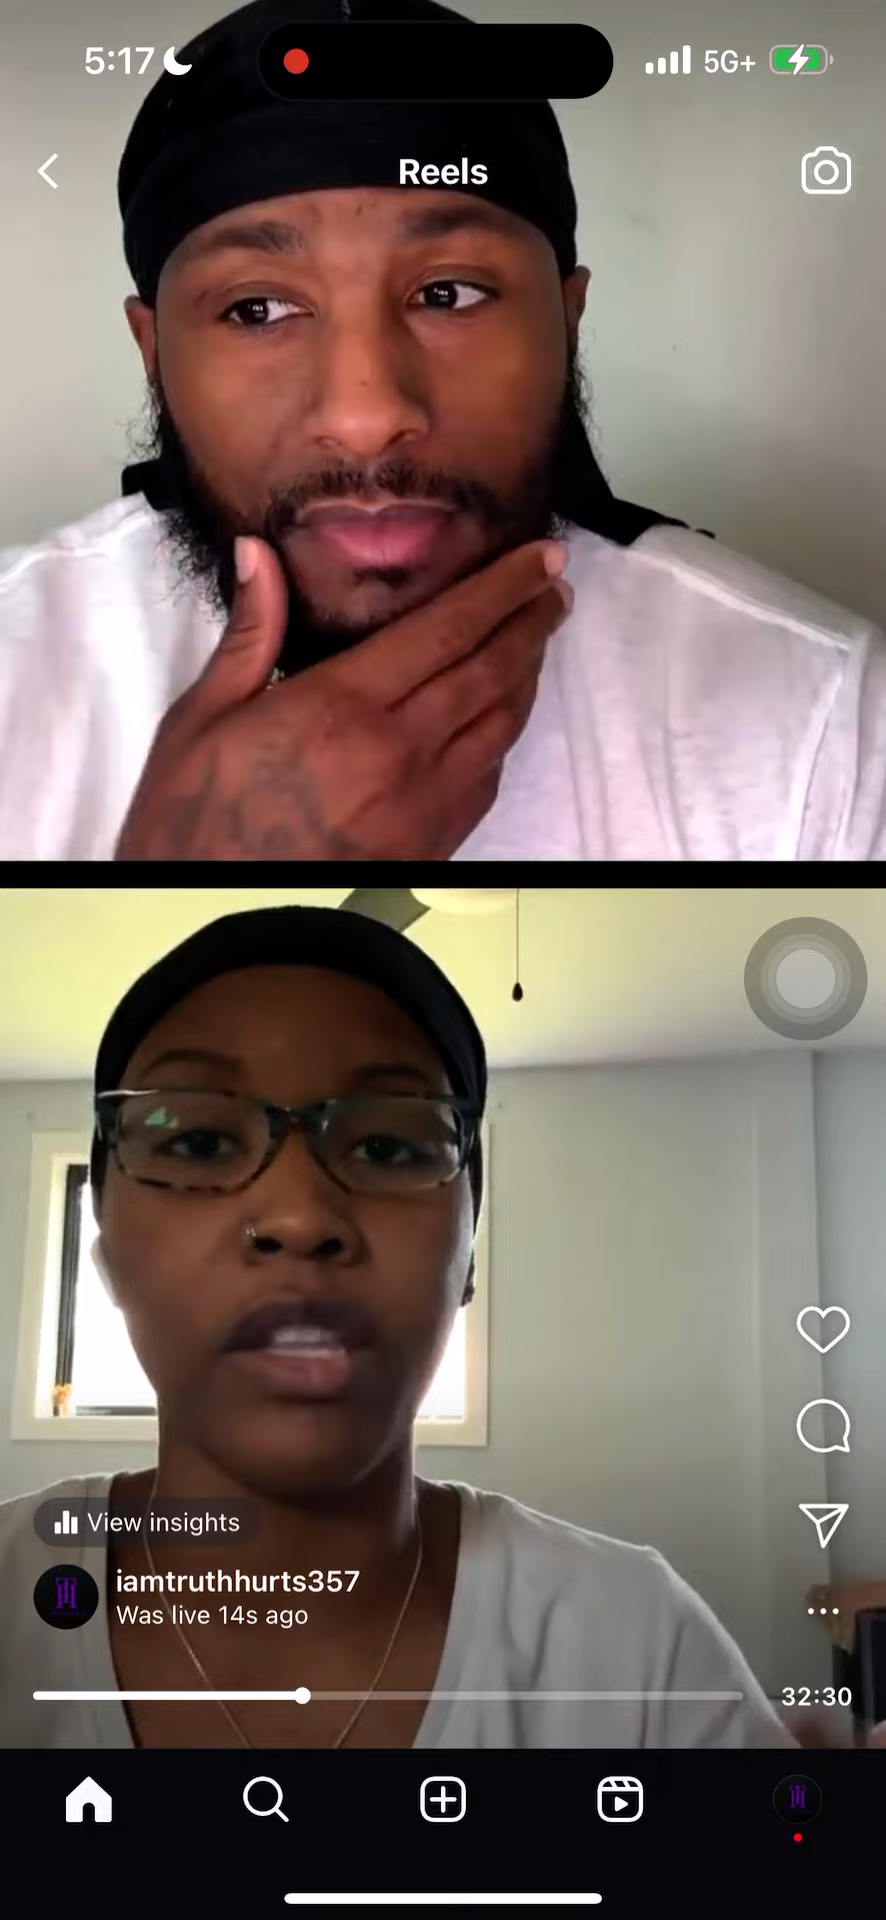 5:17
5G+
Reels
View insights
iamtruthhurts357
Was live 14s ago
32:30